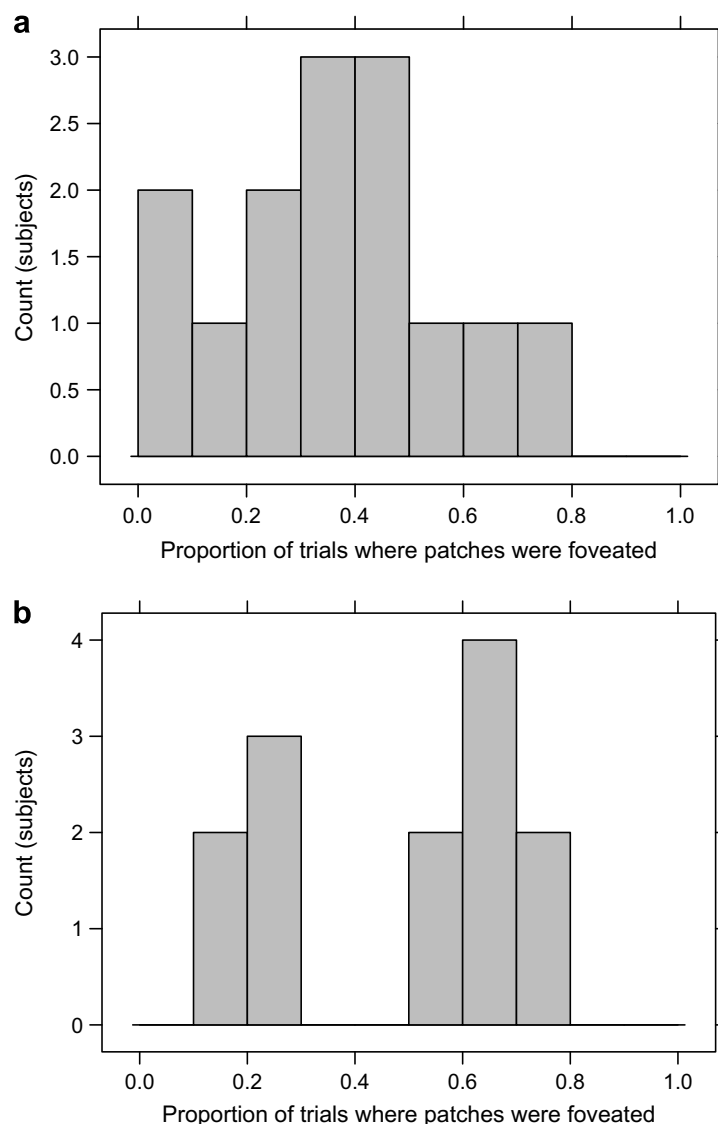 a
3.0
2.5
2.0
1.5
1.0
0.5
0.0
Count (subjects)
0.0 0.2 0.4 0.6 0.8 1.0
Proportion of trials where patches were foveated
b
4
3
2
1
0
Count (subjects)
0.0 0.2 0.4 0.6 0.8 1.0
Proportion of trials where patches were foveated